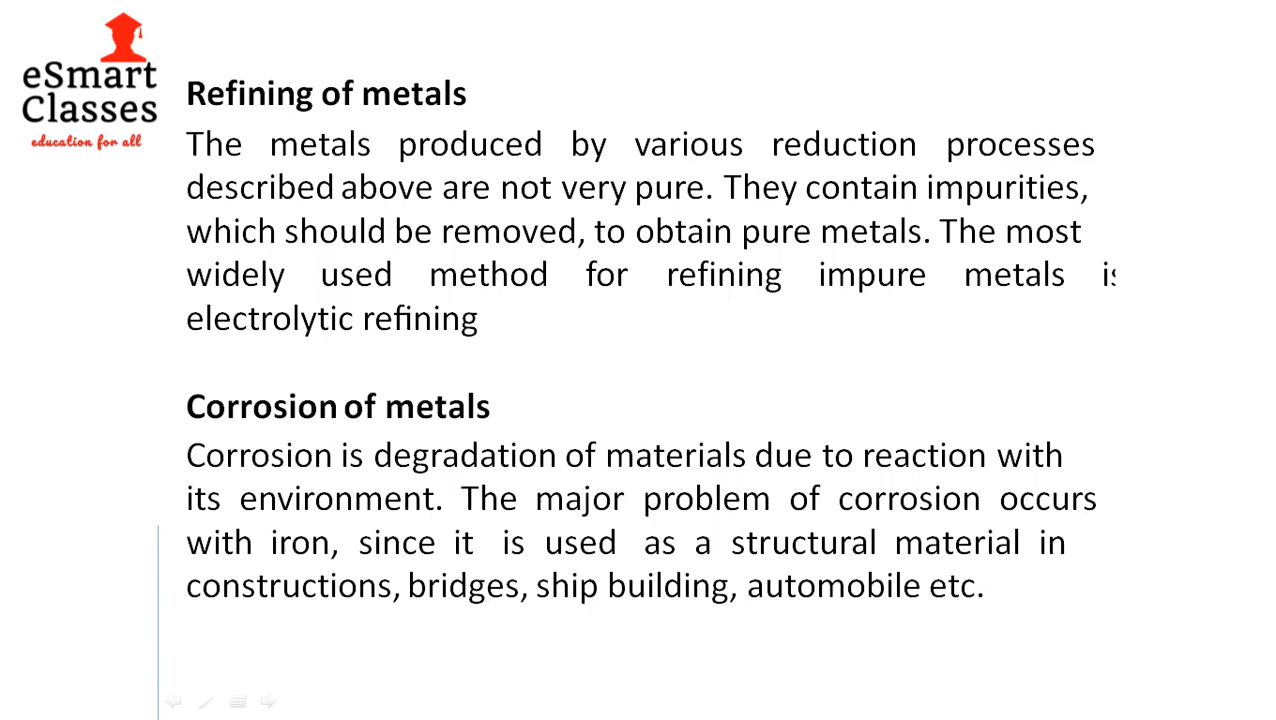 eSmart
Classes
education for all
Refining of metals
The metals produced by various reduction processes
described above are not very pure. They contain impurities,
which should be removed, to obtain pure metals. The most
widely used method for refining impure metals is
electrolytic refining
Corrosion of metals
Corrosion is degradation of materials due to reaction with
its environment. The major problem of corrosion occurs
with iron, since it is used as a structural material in
constructions, bridges, ship building, automobile etc.